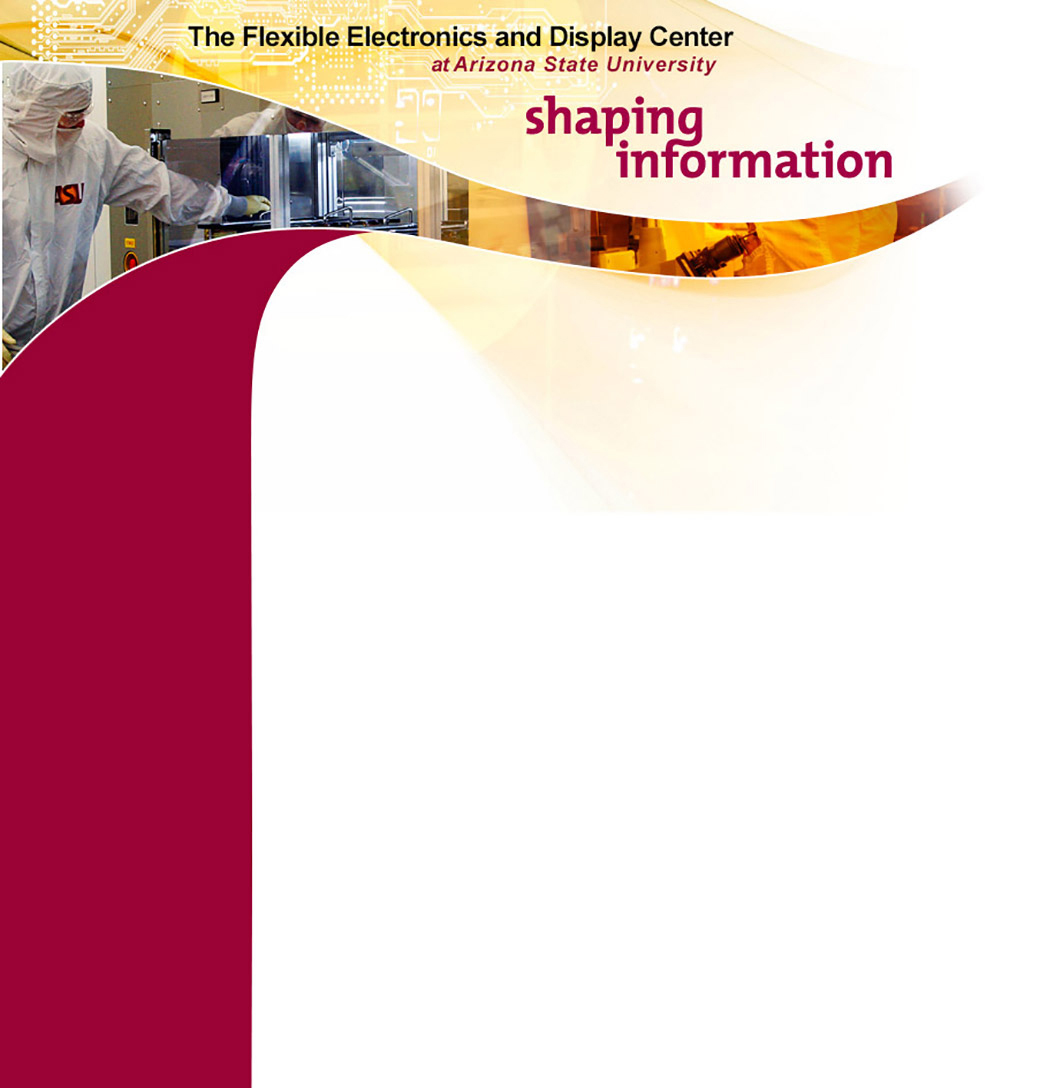 The Flexible Electronics and Display Center
at Arizona State University
shaping
information
ASU